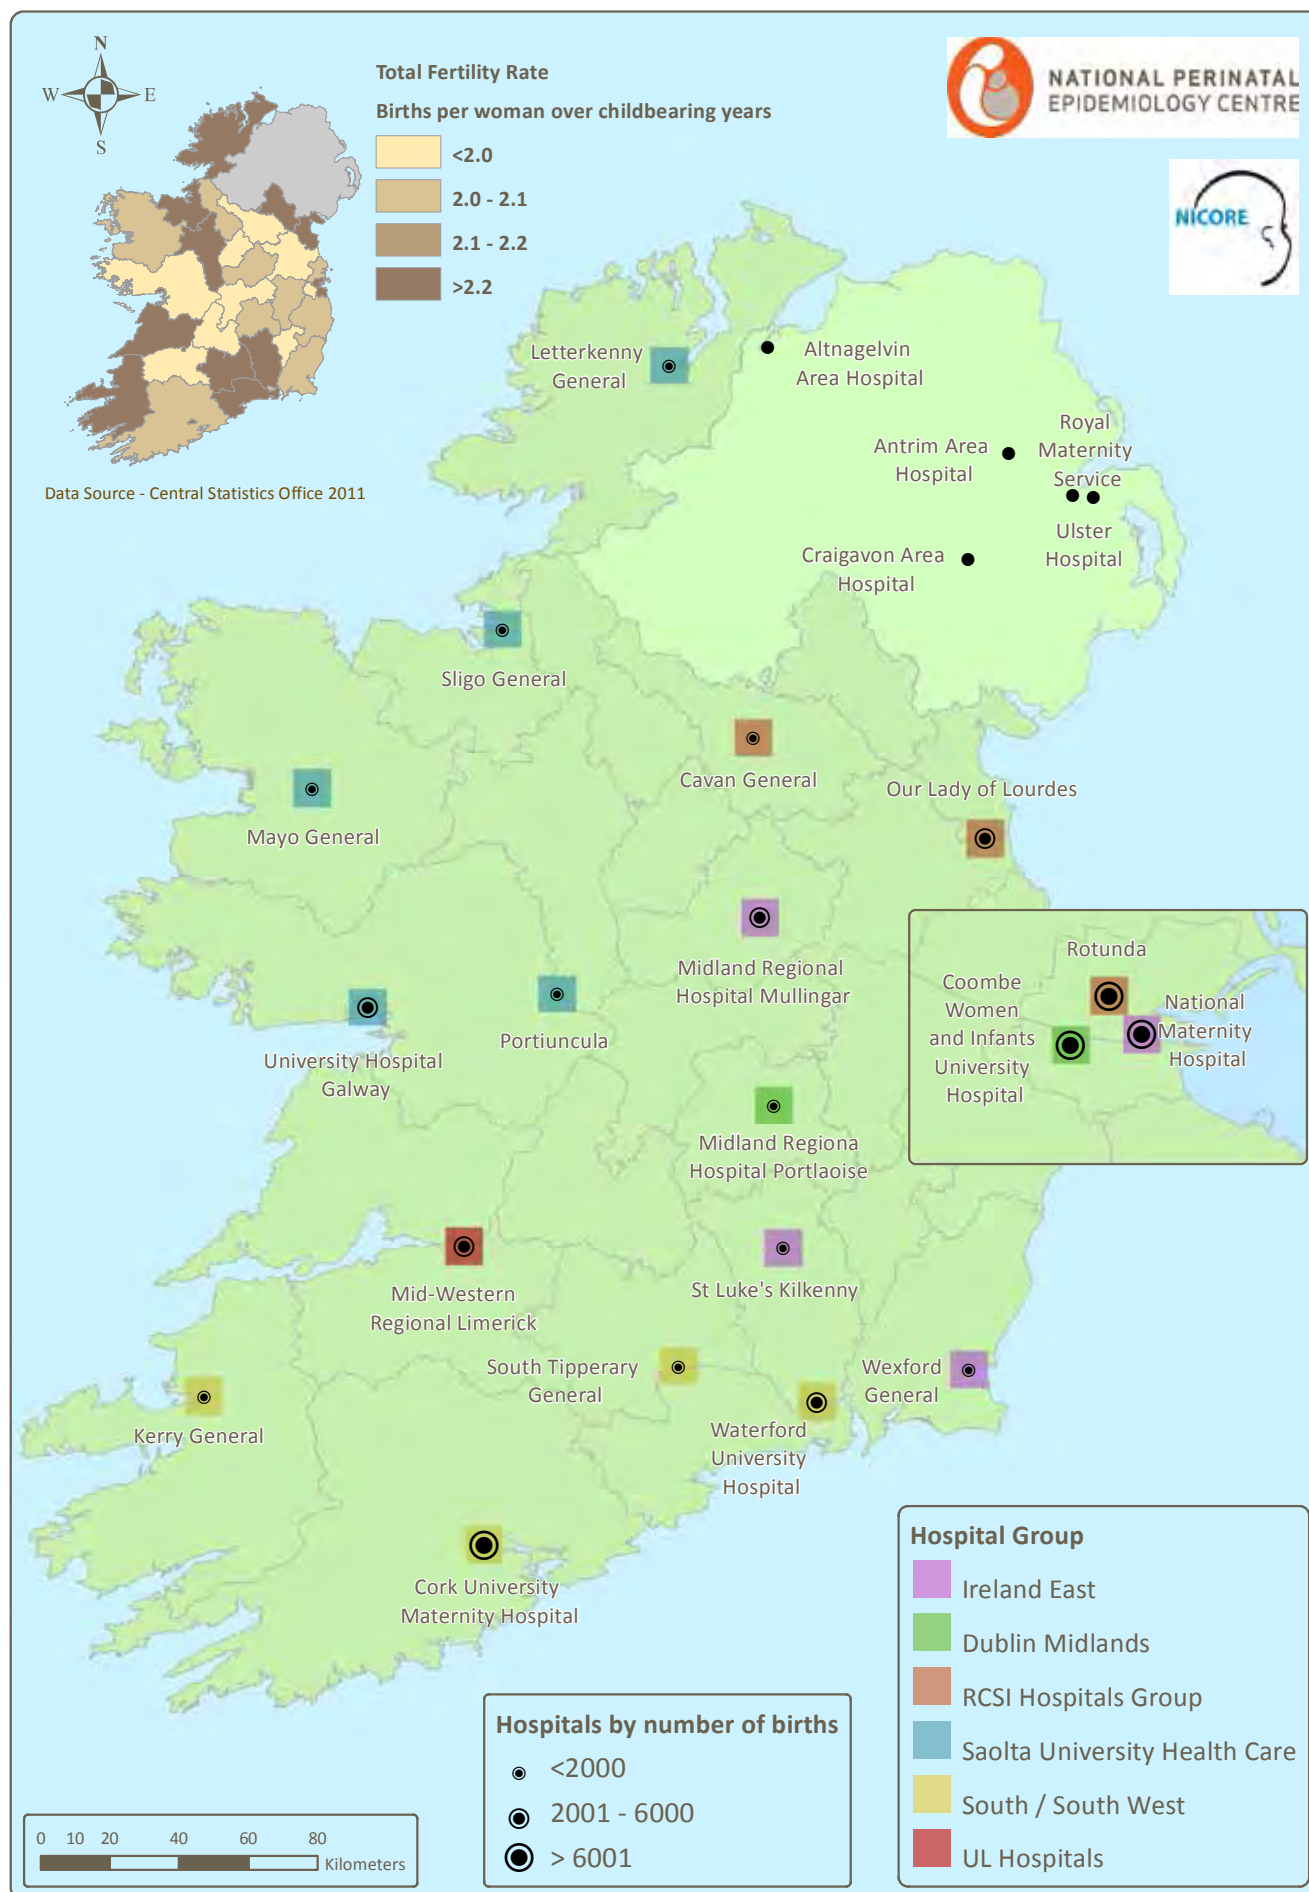 N
W
E
S
Total Fertility Rate
Births per woman over childbearing years
<2.0
2.0 - 2.1
2.1 - 2.2
>2.2
Data Source - Central Statistics Office 2011
NATIONAL PERINATAL
EPIDEMIOLOGY CENTRE
NICORE
Letterkenny
General
Altnagelvin
Area Hospital
Antrim Area
Hospital
Royal
Maternity
Service
Ulster
Hospital
Craigavon Area
Hospital
Sligo General
Cavan General
Our Lady of Lourdes
Mayo General
Midland Regional
Hospital Mullingar
Rotunda
Coombe
Women
and Infants
University
Hospital
National
Maternity
Hospital
University Hospital
Galway
Portiuncula
Midland Regiona
Hospital Portlaoise
Mid-Western
Regional Limerick
St Luke's Kilkenny
South Tipperary
General
Wexford
General
Kerry General
Waterford
University
Hospital
Cork University
Maternity Hospital
Hospital Group
Ireland East
Dublin Midlands
RCSI Hospitals Group
Saolta University Health Care
South / South West
UL Hospitals
Hospitals by number of births
<2000
2001 - 6000
> 6001
0 10 20 40 60 80
Kilometers